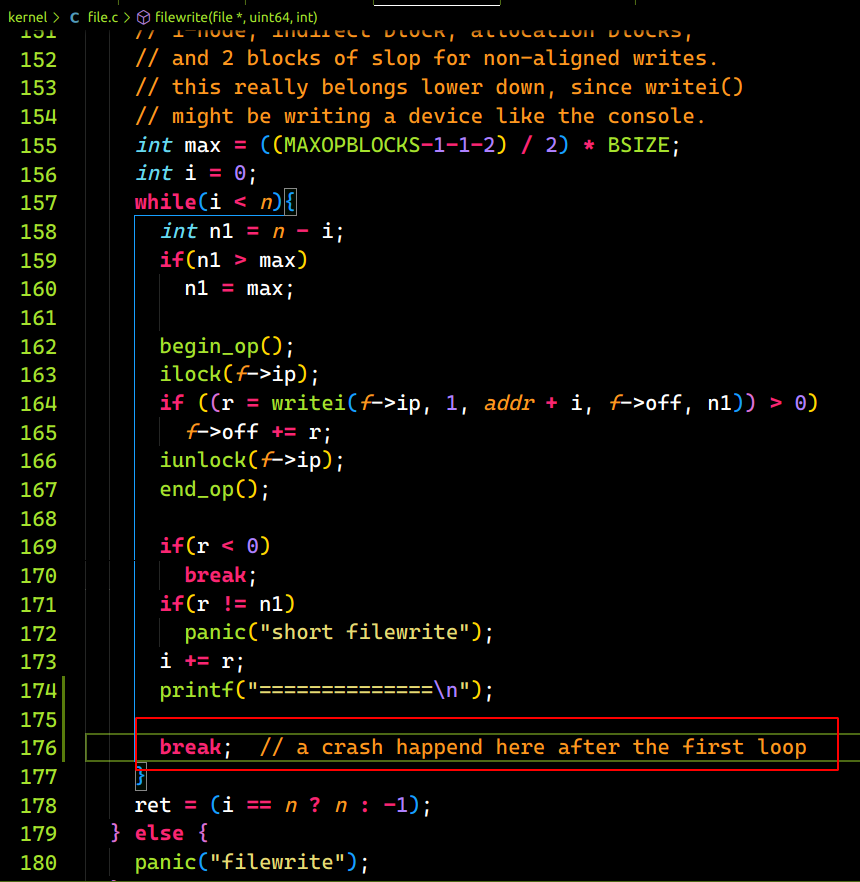 kernel > C file.c > filewrite(file *, uint64, int)
151 // i-node, indirect block, allocation blocks,
152 // and 2 blocks of slop for non-aligned writes.
153 // this really belongs lower down, since writei()
154 // might be writing a device like the console.
155 int max = ((MAXOPBLOCKS-1-1-2) / 2) * BSIZE;
156 int i = 0;
157 while(i < n){
158 int n1 = n - i;
159 if(n1 > max)
160 n1 = max;
161
162 begin_op();
163 ilock(f->ip);
164 if ((r = writei(f->ip, 1, addr + i, f->off, n1)) > 0)
165 f->off += r;
166 iunlock(f->ip);
167 end_op();
168
169 if(r < 0)
170 break;
171 if(r != n1)
172 panic("short filewrite");
173 i += r;
174 printf("==============\n");
175
176 break; // a crash happend here after the first loop
177 }
178 ret = (i == n ? n : -1);
179 } else {
180 panic("filewrite");